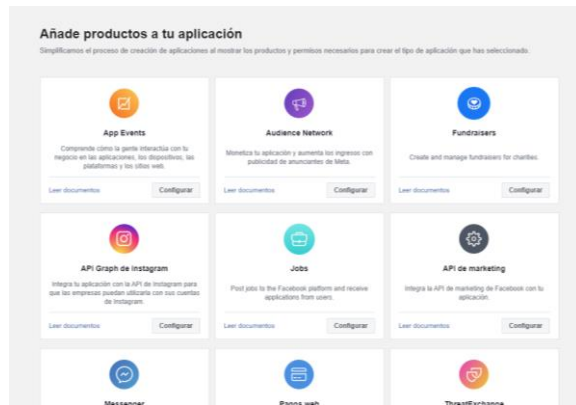 Añade productos a tu aplicación
Simplificamos el proceso de creación de aplicaciones al mostrar los productos y permisos necesarios para crear el tipo de aplicación que has seleccionado.
App Events
Comprende cómo la gente interactúa con tu
negocio en las aplicaciones, los dispositivos, las
plataformas y los sitios web.
Leer documentos
Configurar
Audience Network
Monetiza tu aplicación y aumenta los ingresos con
publicidad de anunciantes de Meta.
Leer documentos
Configurar
Fundraisers
Create and manage fundraisers for charities.
Leer documentos
Configurar
API Graph de Instagram
Integra tu aplicación con la API de Instagram para
que las empresas puedan utilizarla con sus cuentas
de Instagram.
Leer documentos
Configurar
Jobs
Post jobs to the Facebook platform and receive
applications from users.
Leer documentos
Configurar
API de marketing
Integra la API de marketing de Facebook con tu
aplicación.
Leer documentos
Configurar
Messenger
Pagos web
ThreatExchange